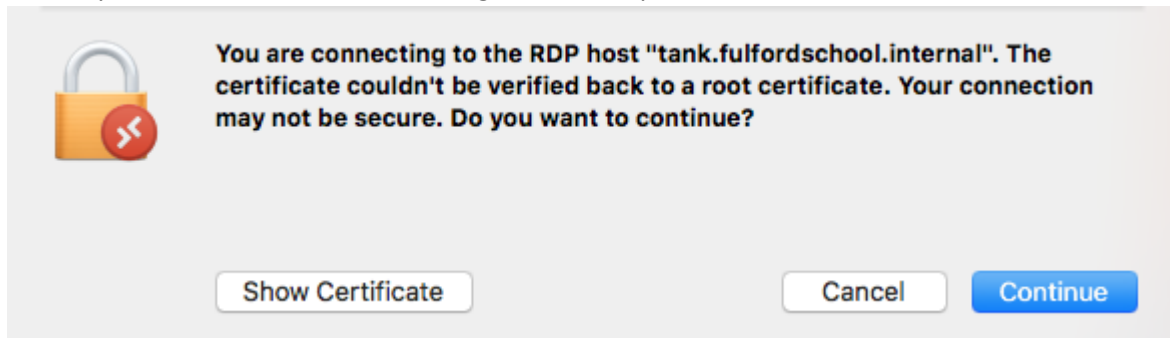 You are connecting to the RDP host "tank.fulfordschool.internal". The
certificate couldn't be verified back to a root certificate. Your connection
may not be secure. Do you want to continue?
Show Certificate
Cancel
Continue